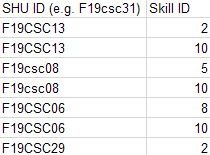 SHU ID (e.g. F19csc31) Skill ID
F19CSC13 2
F19CSC13 10
F19csc08 5
F19csc08 10
F19CSC06 8
F19CSC06 10
F19CSC29 2